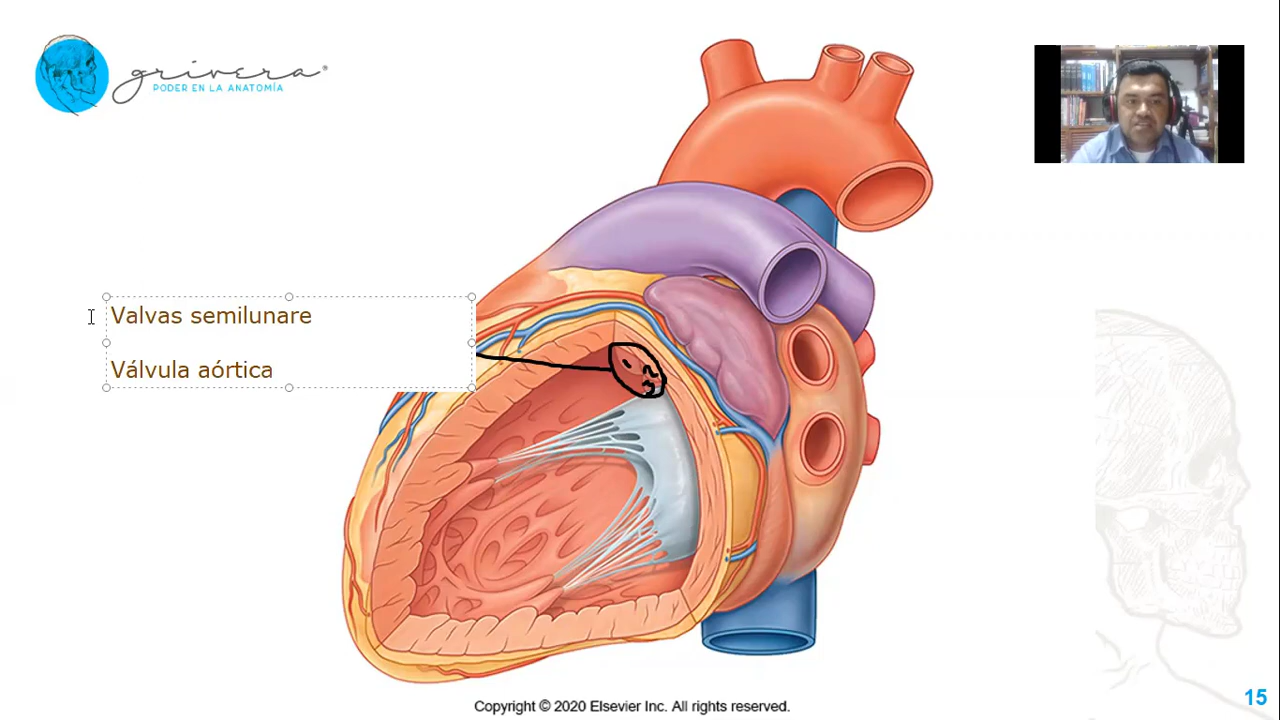 grivera®
PODER EN LA ANATOMÍA
Valvas semilunare
Válvula aórtica
Copyright © 2020 Elsevier Inc. All rights reserved.
15